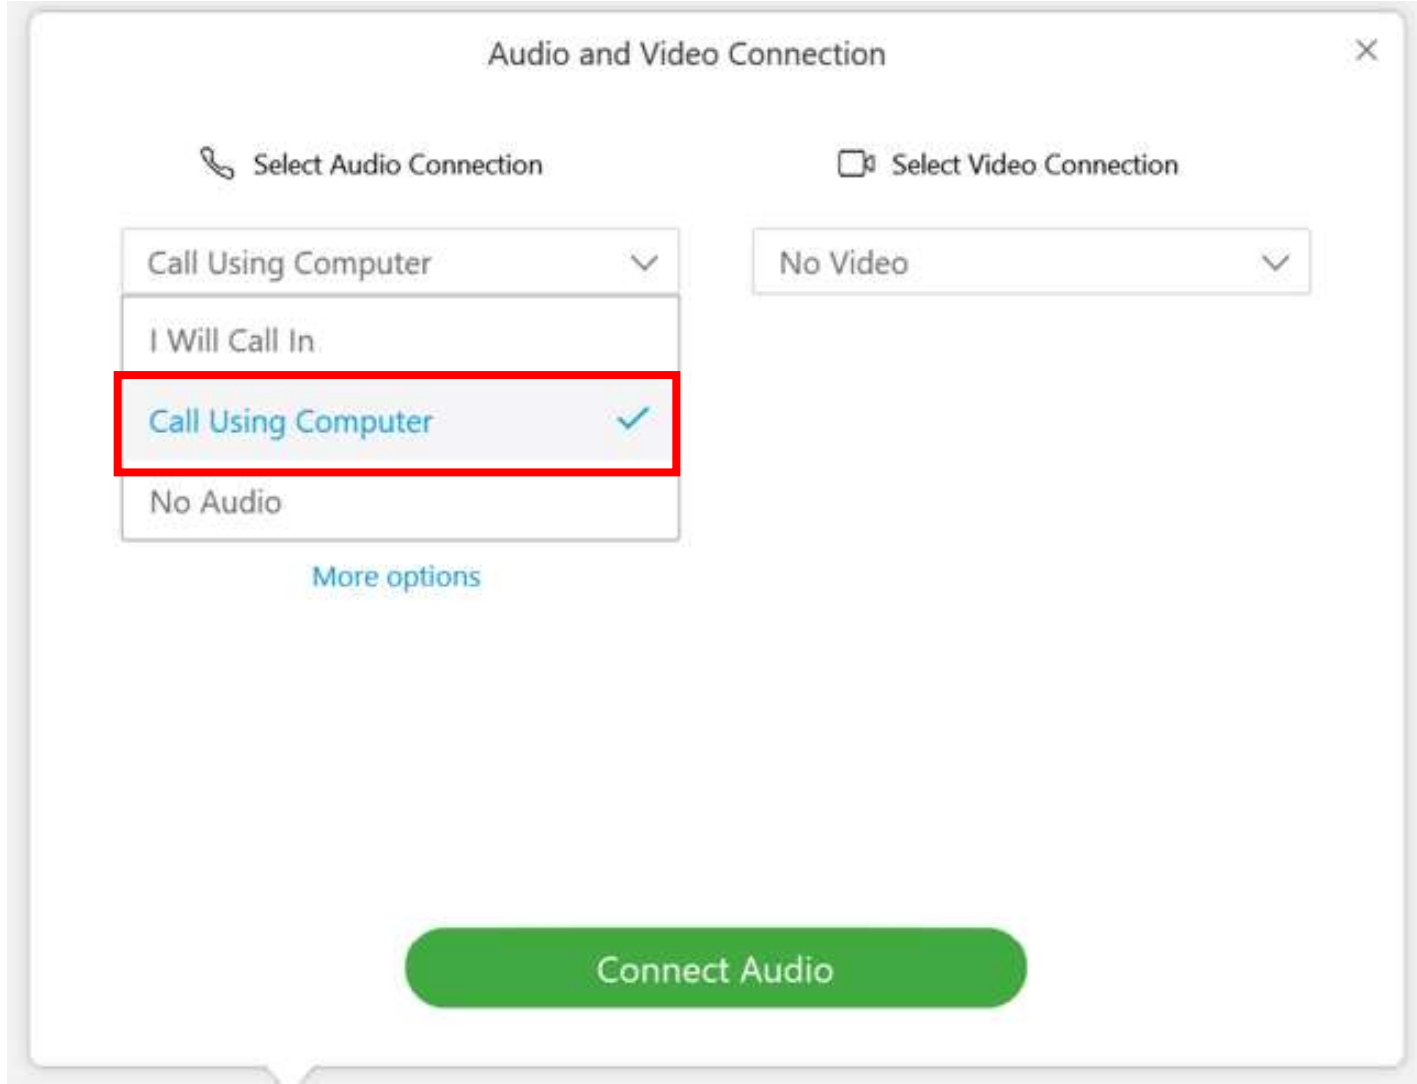 Audio and Video Connection
Select Audio Connection
Select Video Connection
Call Using Computer
No Video
I Will Call In
Call Using Computer
No Audio
More options
Connect Audio